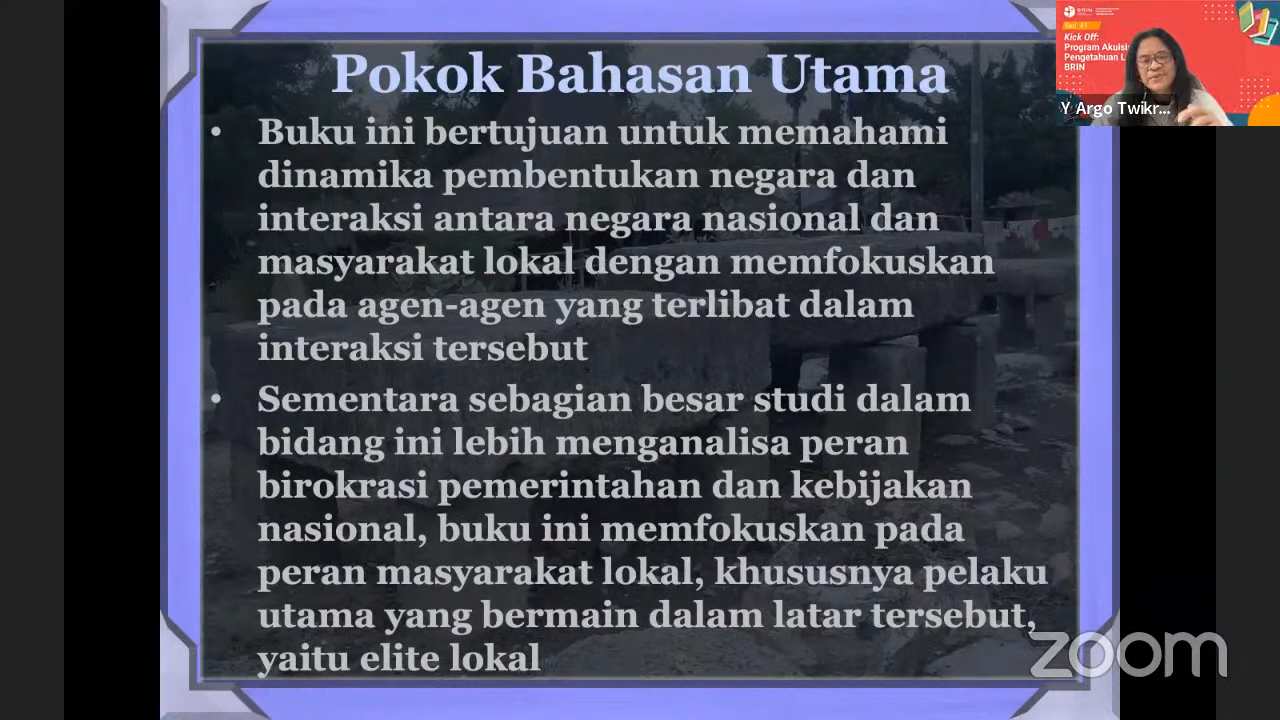 Pokok Bahasan Utama
• Buku ini bertujuan untuk memahami
dinamika pembentukan negara dan
interaksi antara negara nasional dan
masyarakat lokal dengan memfokuskan
pada agen-agen yang terlibat dalam
interaksi tersebut
• Sementara sebagian besar studi dalam
bidang ini lebih menganalisa peran
birokrasi pemerintahan dan kebijakan
nasional, buku ini memfokuskan pada
peran masyarakat lokal, khususnya pelaku
utama yang bermain dalam latar tersebut,
yaitu elite lokal
BRIN
Kick Off:
Program Akuis
Pengetahuan L
BRIN
Y Argo Twikr...
zoom